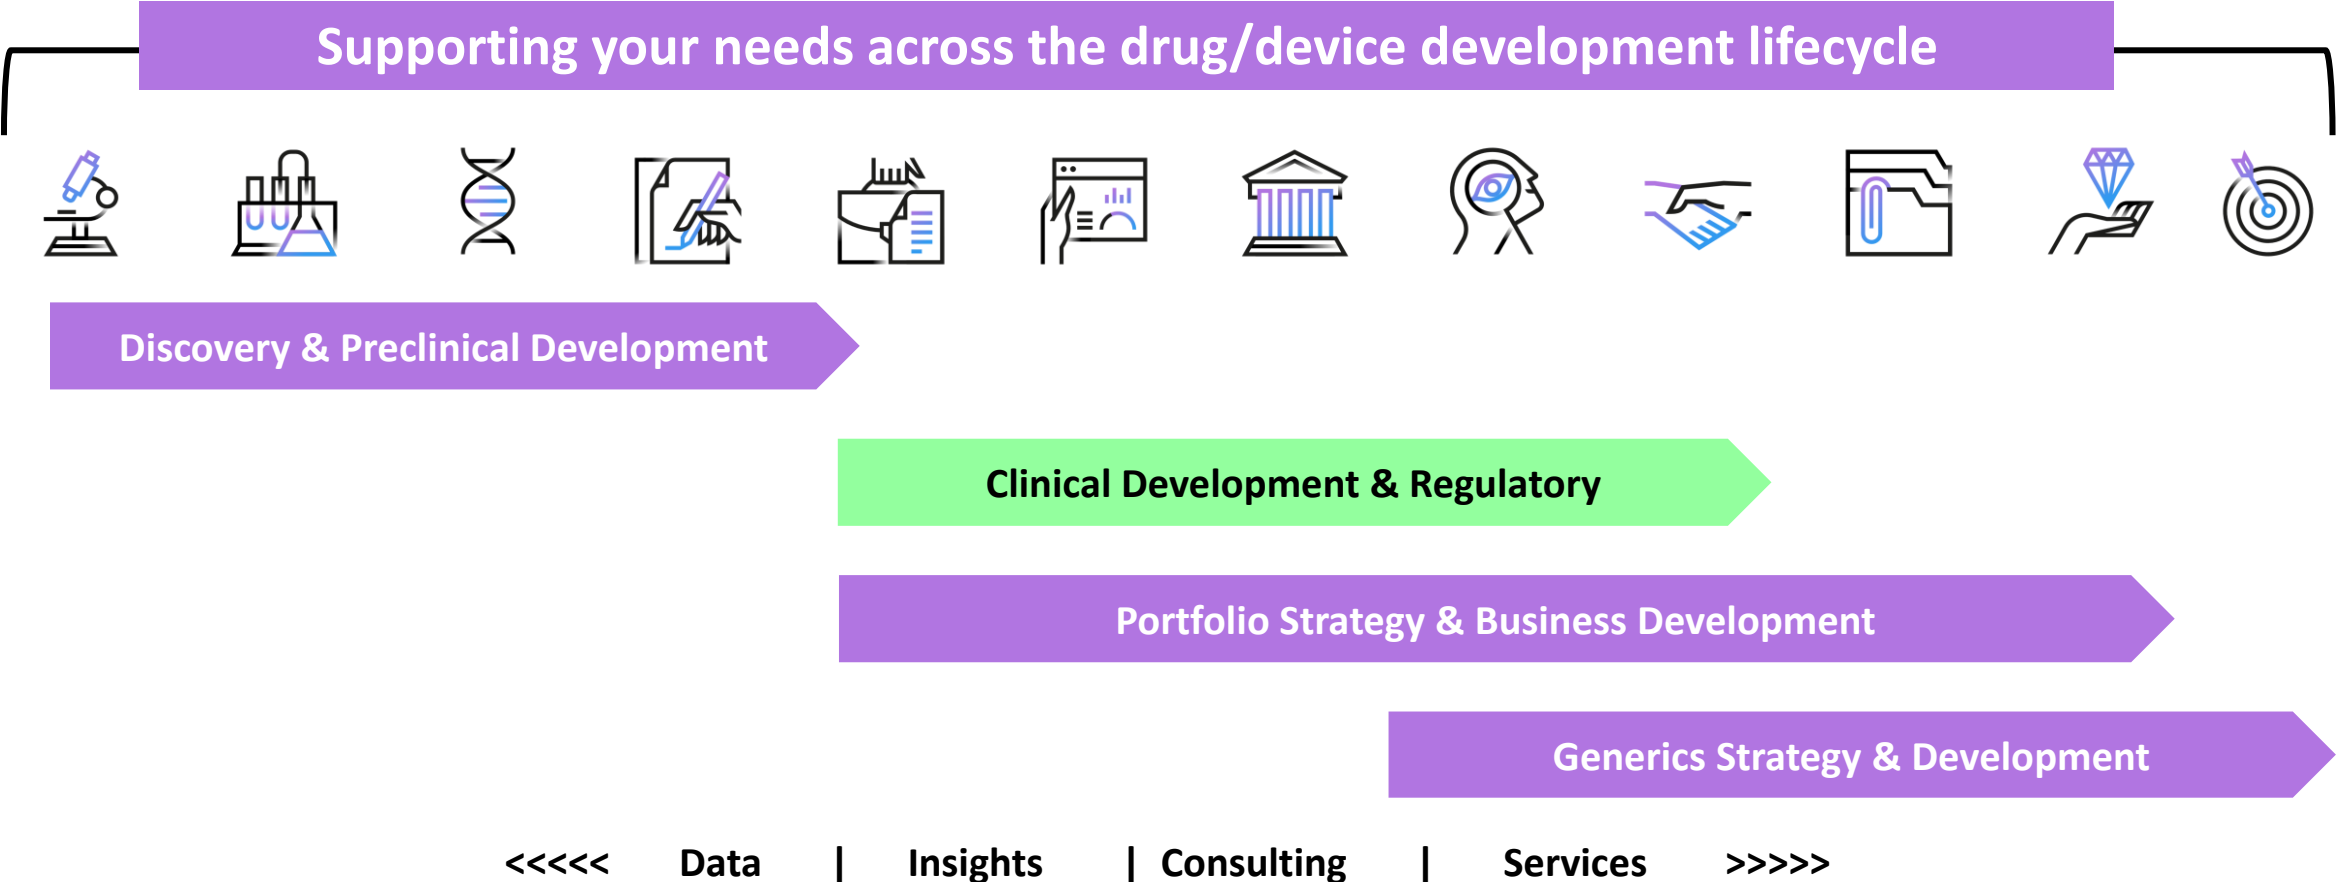 Supporting your needs across the drug/device development lifecycle
Discovery & Preclinical Development
Clinical Development & Regulatory
Portfolio Strategy & Business Development
Generics Strategy & Development
<<<<< Data | Insights | Consulting | Services >>>>>